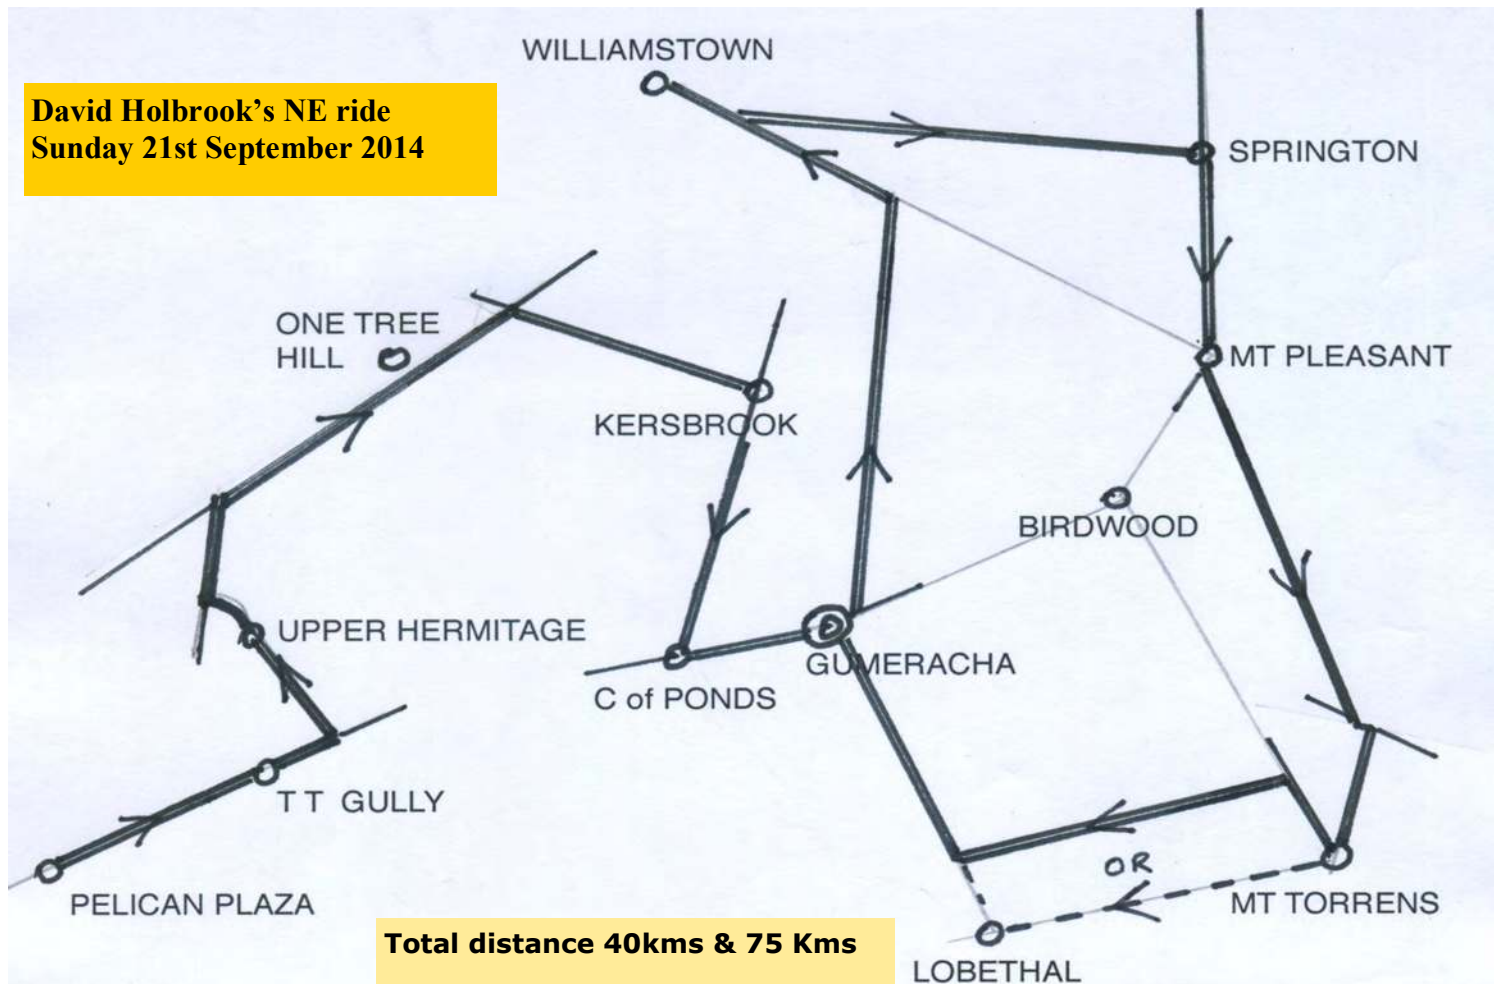 WILLIAMSTOWN
David Holbrook's NE ride
Sunday 21st September 2014
SPRINGTON
ONE TREE
HILL
MT PLEASANT
KERSBROOK
BIRDWOOD
UPPER HERMITAGE
GUMERACHA
C of PONDS
T T GULLY
OR
PELICAN PLAZA
MT TORRENS
Total distance 40kms & 75 Kms
LOBETHAL